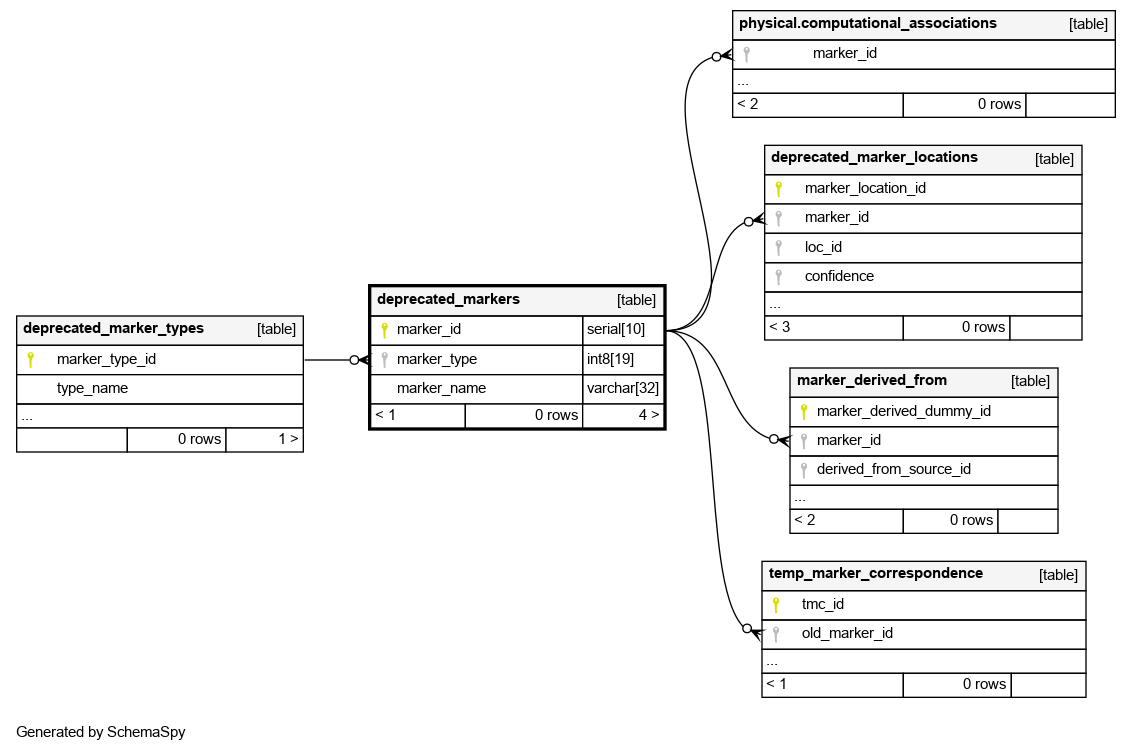 physical.computational_associations [table]
marker_id
...
< 2 0 rows
deprecated_marker_locations [table]
marker_location_id
marker_id
loc_id
confidence
...
< 3 0 rows
deprecated_markers [table]
marker_id serial[10]
marker_type int8[19]
marker_name varchar[32]
< 1 0 rows 4 >
deprecated_marker_types [table]
marker_type_id
type_name
...
0 rows 1 >
marker_derived_from [table]
marker_derived_dummy_id
marker_id
derived_from_source_id
...
< 2 0 rows
temp_marker_correspondence [table]
tmc_id
old_marker_id
...
< 1 0 rows
Generated by SchemaSpy